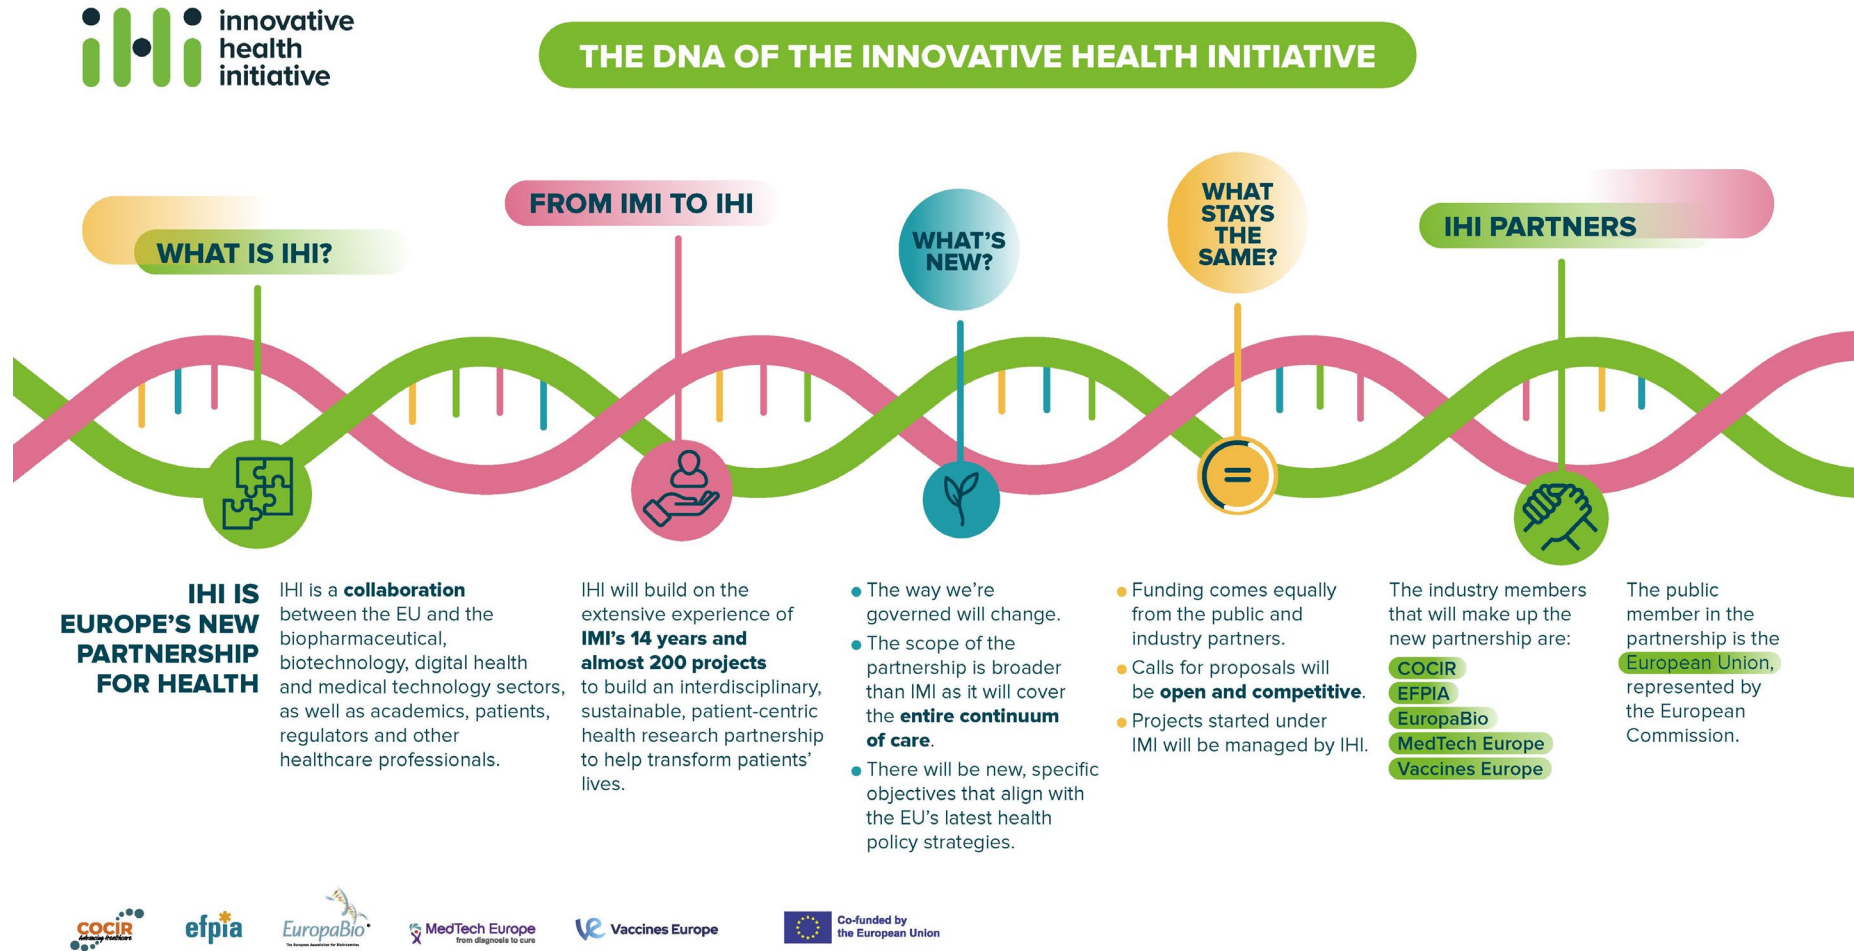 innovative
health
initiative
THE DNA OF THE INNOVATIVE HEALTH INITIATIVE
WHAT IS IHI?
FROM IMI TO IHI
WHAT'S
NEW?
WHAT
STAYS
THE
SAME?
IHI PARTNERS
=
IHI IS
EUROPE'S NEW
PARTNERSHIP
FOR HEALTH
IHI is a collaboration
between the EU and the
biopharmaceutical,
biotechnology, digital health
and medical technology sectors,
as well as academics, patients,
regulators and other
healthcare professionals.
IHI will build on the
extensive experience of
IMI's 14 years and
almost 200 projects
to build an interdisciplinary,
sustainable, patient-centric
health research partnership
to help transform patients'
lives.
• The way we're
governed will change.
• The scope of the
partnership is broader
than IMI as it will cover
the entire continuum
of care.
• There will be new, specific
objectives that align with
the EU's latest health
policy strategies.
• Funding comes equally
from the public and
industry partners.
• Calls for proposals will
be open and competitive.
• Projects started under
IMI will be managed by IHI.
The industry members
that will make up the
new partnership are:
COCIR
EFPIA
EuropaBio
MedTech Europe
Vaccines Europe
The public
member in the
partnership is the
European Union,
represented by
the European
Commission.
COCIR
Advancing Healthcare
efpia
EuropaBio
The European Association for Bioindustries
MedTech Europe
from diagnosis to cure
Vaccines Europe
Co-funded by
the European Union